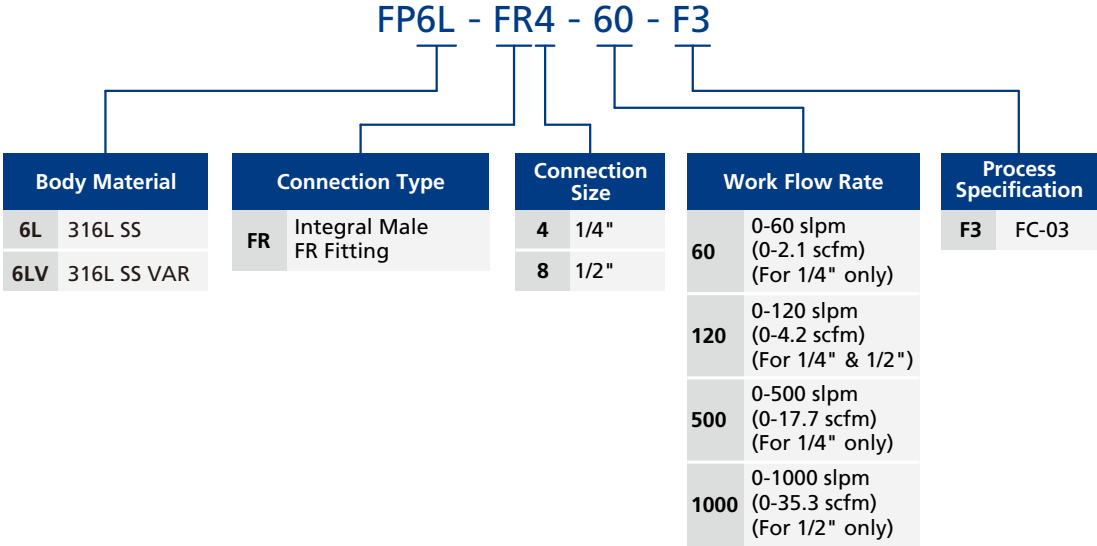 FP6L - FR4 - 60 - F3
Body Material
6L 316L SS
6LV 316L SS VAR
Connection Type
FR Integral Male
FR Fitting
Connection
Size
4 1/4"
8 1/2"
Work Flow Rate
60 0-60 slpm
(0-2.1 scfm)
(For 1/4" only)
120 0-120 slpm
(0-4.2 scfm)
(For 1/4" & 1/2")
500 0-500 slpm
(0-17.7 scfm)
(For 1/4" only)
1000 0-1000 slpm
(0-35.3 scfm)
(For 1/2" only)
Process
Specification
F3 FC-03